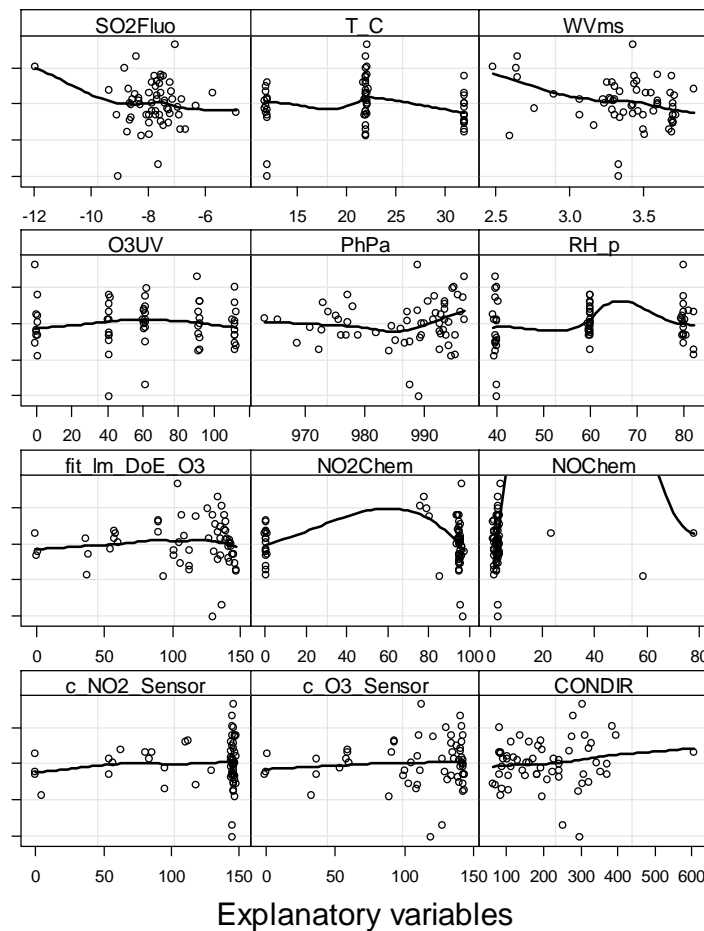 SO2Fluo T_C WVms
-12 -10 -8 -6 15 20 25 30 2.5 3.0 3.5
O3UV PhPa RH_p
0 20 40 60 80 100 970 980 990 40 50 60 70 80
fit_lm_DoE_O3 NO2Chem NOChem
0 50 100 150 0 20 40 60 80 100 0 20 40 60 80
c_NO2_Sensor c_O3_Sensor CONDIR
0 50 100 150 0 50 100 150 100 200 300 400 500 600
Explanatory variables